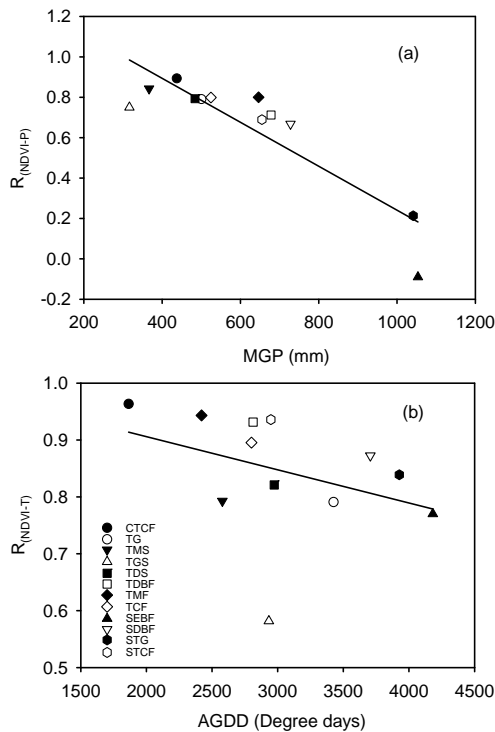 1.2
1.0
0.8
0.6
0.4
0.2
0.0
-0.2
R(NDVI-P)
(a)
200 400 600 800 1000 1200
MGP (mm)
1.0
0.9
0.8
0.7
0.6
0.5
R(NDVI-T)
(b)
CTCF
TG
TMS
TGS
TDS
TDBF
TMF
TCF
SEBF
SDBF
STG
STCF
1500 2000 2500 3000 3500 4000 4500
AGDD (Degree days)